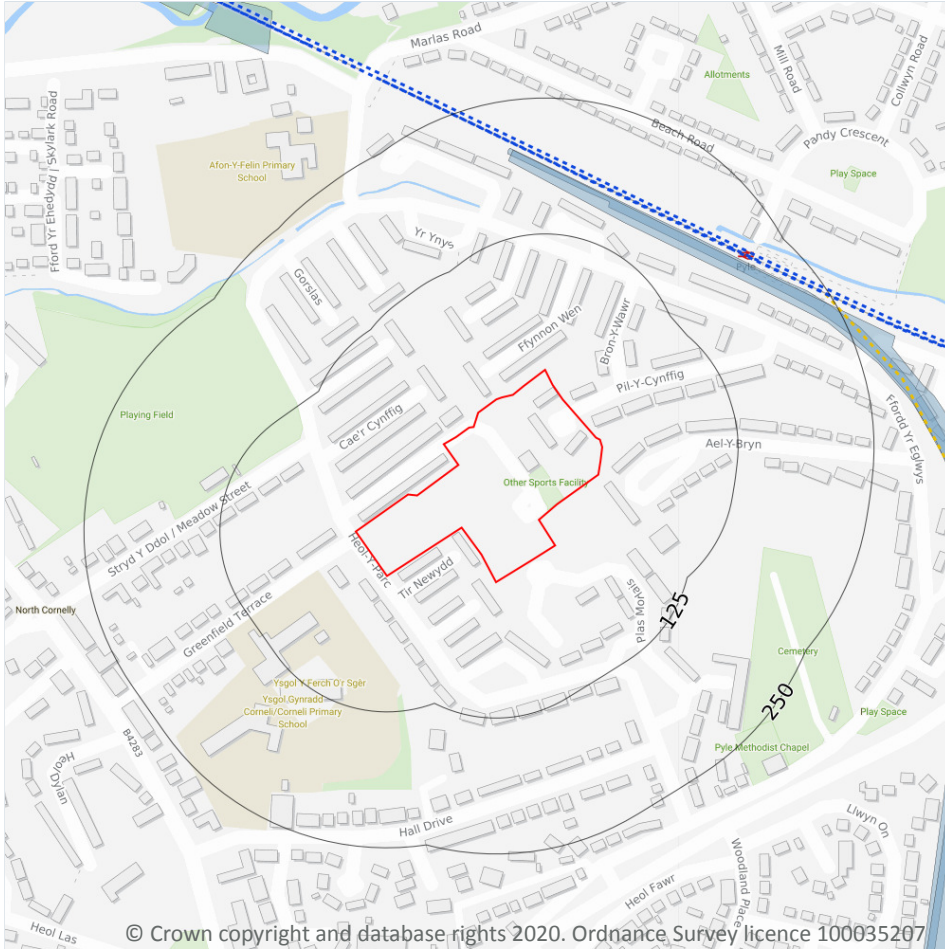 Marlas Road
Mill Road
Collwyn Road
Allotments
Beach Road
Pandy Crescent
Play Space
Afon-Y-Felin Primary
School
Fford Yr Ehedydd | Skylark Road
Yr Ynys
Pyle
Gorslas
Ffynnon Wen
Bron-Y-Wawr
Pil-Y-Cynffig
Playing Field
Cae'r Cynffig
Ael-Y-Bryn
Ffordd Yr Eglwys
Other Sports Facility
Stryd Y Ddol / Meadow Street
Heol-Y-Parc
Tir Newydd
Plas Morlais
125
North Cornelly
Greenfield Terrace
Cemetery
250
Ysgol Y Ferch O'r Sgêr
Ysgol Gynradd
Corneli/Corneli Primary
School
Play Space
B4283
Pyle Methodist Chapel
Heol Dylan
Hall Drive
Llwyn On
Woodland Place
Heol Fawr
Heol Las
© Crown copyright and database rights 2020. Ordnance Survey licence 100035207